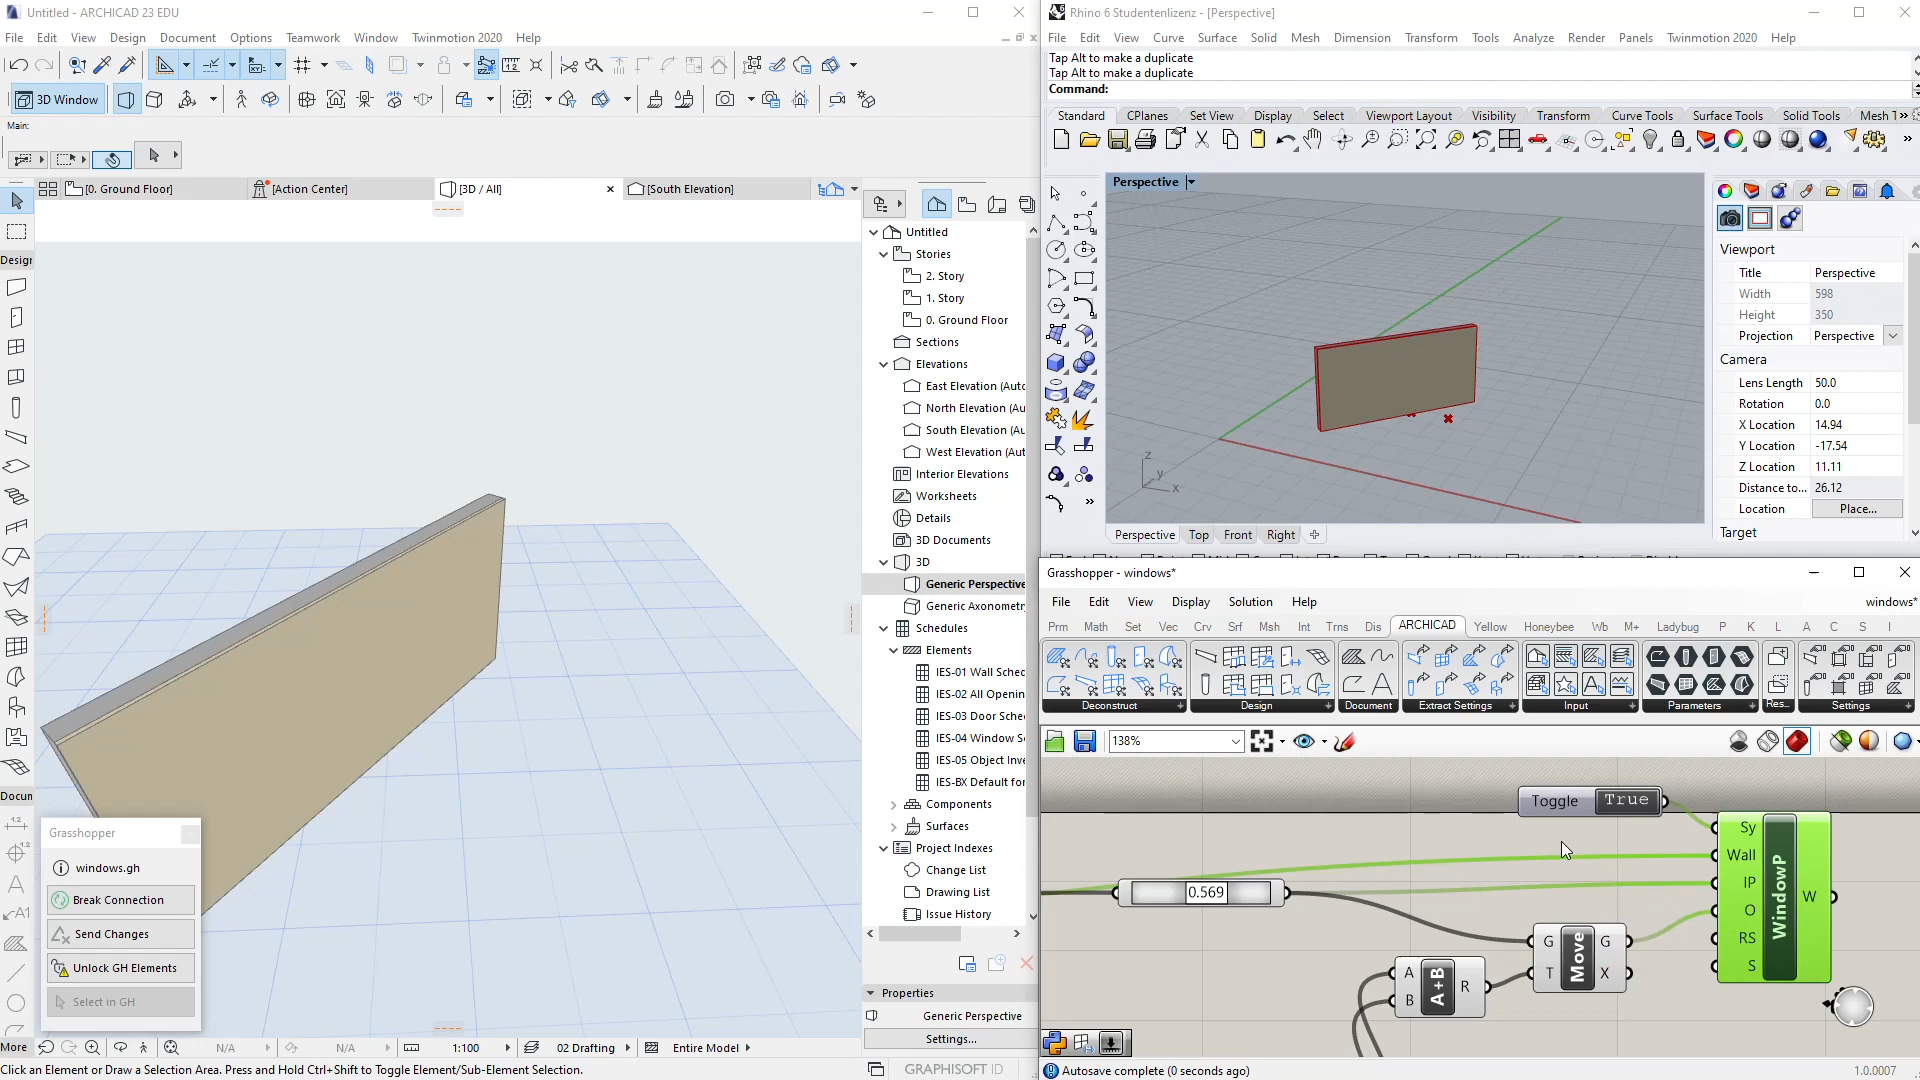 Untitled - ARCHICAD 23 EDU
File Edit View Design Document Options Teamwork Window Twinmotion 2020 Help
3D Window
Main:
[0. Ground Floor]
[Action Center]
[3D / All]
[South Elevation]
Design
Docum
More
Untitled
Stories
2. Story
1. Story
0. Ground Floor
Sections
Elevations
East Elevation (Auto
North Elevation (Au
South Elevation (Au
West Elevation (Aut
Interior Elevations
Worksheets
Details
3D Documents
3D
Generic Perspective
Generic Axonometr
Schedules
Elements
IES-01 Wall Sche
IES-02 All Openin
IES-03 Door Sche
IES-04 Window S
IES-05 Object Inve
IES-BX Default for
Components
Surfaces
Project Indexes
Change List
Drawing List
Issue History
Properties
Generic Perspective
Settings...
Grasshopper
windows.gh
Break Connection
Send Changes
Unlock GH Elements
Select in GH
N/A
N/A
1:100
02 Drafting
Entire Model
Click an Element or Draw a Selection Area. Press and Hold Ctrl+Shift to Toggle Element/Sub-Element Selection.
GRAPHISOFT ID
Rhino 6 Studentenlizenz - [Perspective]
File Edit View Curve Surface Solid Mesh Dimension Transform Tools Analyze Render Panels Twinmotion 2020 Help
Tap Alt to make a duplicate
Tap Alt to make a duplicate
Command:
Standard CPlanes Set View Display Select Viewport Layout Visibility Transform Curve Tools Surface Tools Solid Tools Mesh T
Perspective
z
y
x
Perspective Top Front Right
Viewport
Title Perspective
Width 598
Height 350
Projection Perspective
Camera
Lens Length 50.0
Rotation 0.0
X Location 14.94
Y Location -17.54
Z Location 11.11
Distance to... 26.12
Location Place...
Target
Grasshopper - windows*
File Edit View Display Solution Help
windows*
Prm Math Set Vec Crv Srf Msh Int Trns Dis ARCHICAD Yellow Honeybee Wb M+ Ladybug P K L A C S I
Deconstruct Design Document Extract Settings Input Parameters Res... Settings
138%
Toggle True
0.569
Sy
Wall
IP
O
RS
S
WindowP
W
G
T
Move
G
X
A
B
A+B
R
Autosave complete (0 seconds ago)
1.0.0007